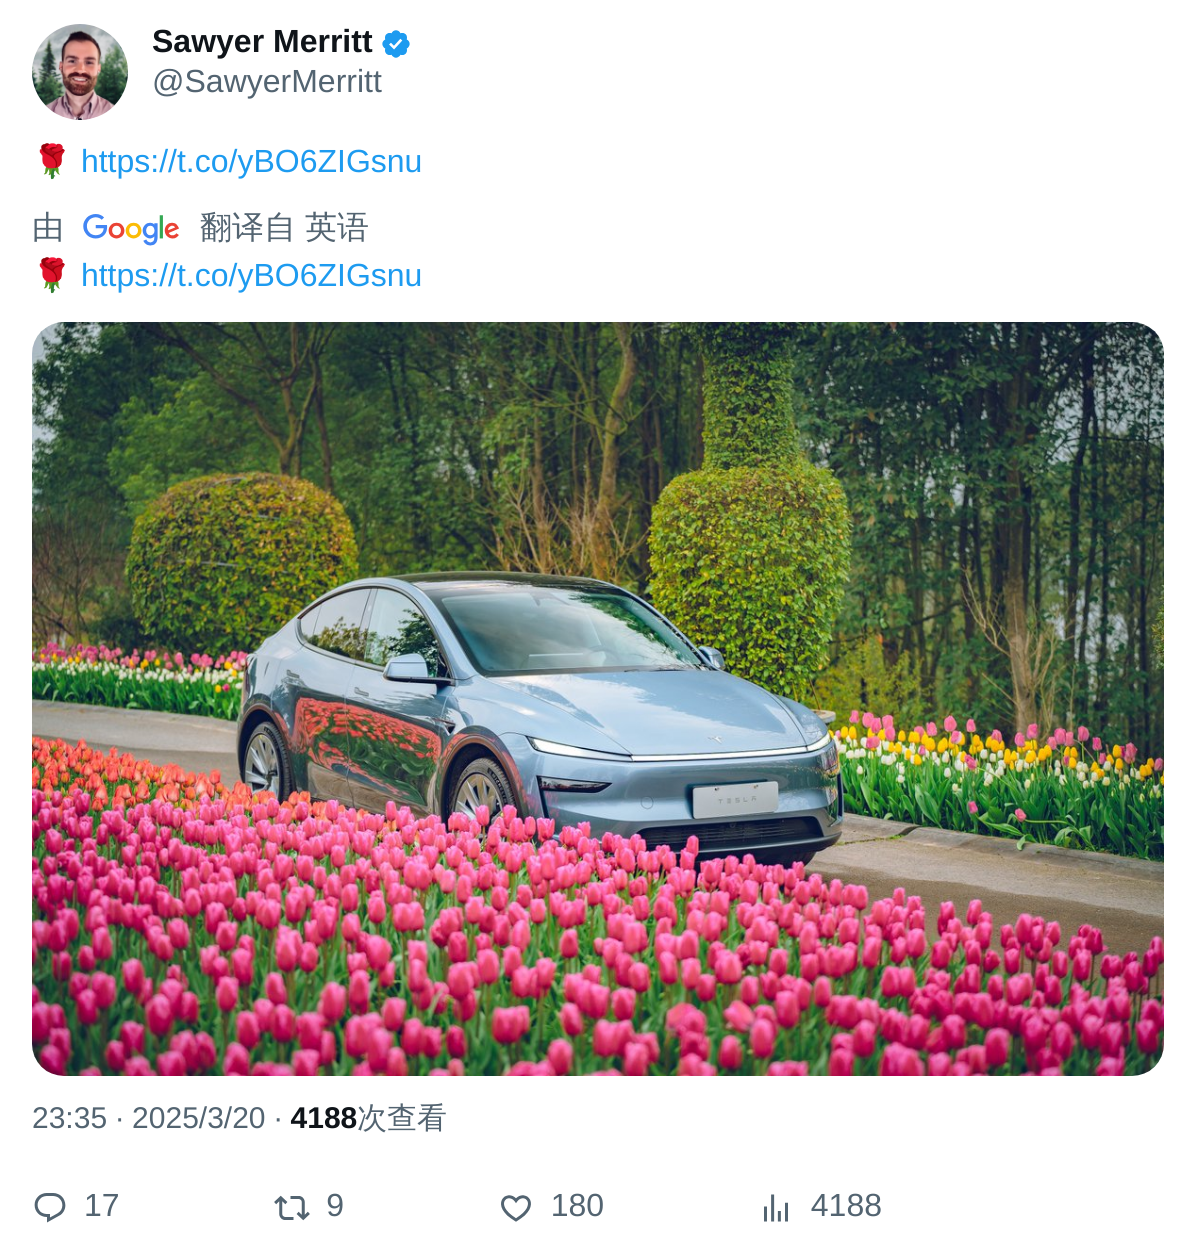 Sawyer Merritt
@SawyerMerritt
🌹 https://t.co/yBO6ZIGsnu
由 Google 翻译自 英语
🌹 https://t.co/yBO6ZIGsnu
TESLA
23:35 · 2025/3/20 · 4188次查看
17 9 180 4188